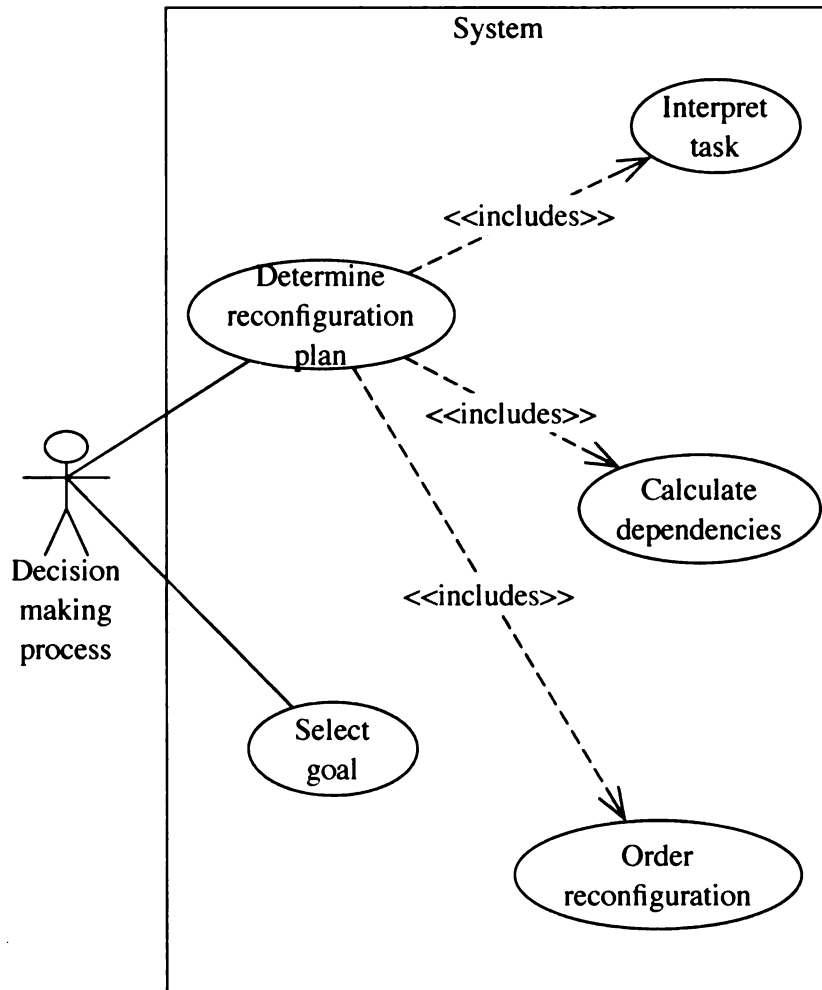 System
Interpret
task
<<includes>>
Determine
reconfiguration
plan
<<includes>>
Calculate
dependencies
Decision
making
process
<<includes>>
Select
goal
Order
reconfiguration